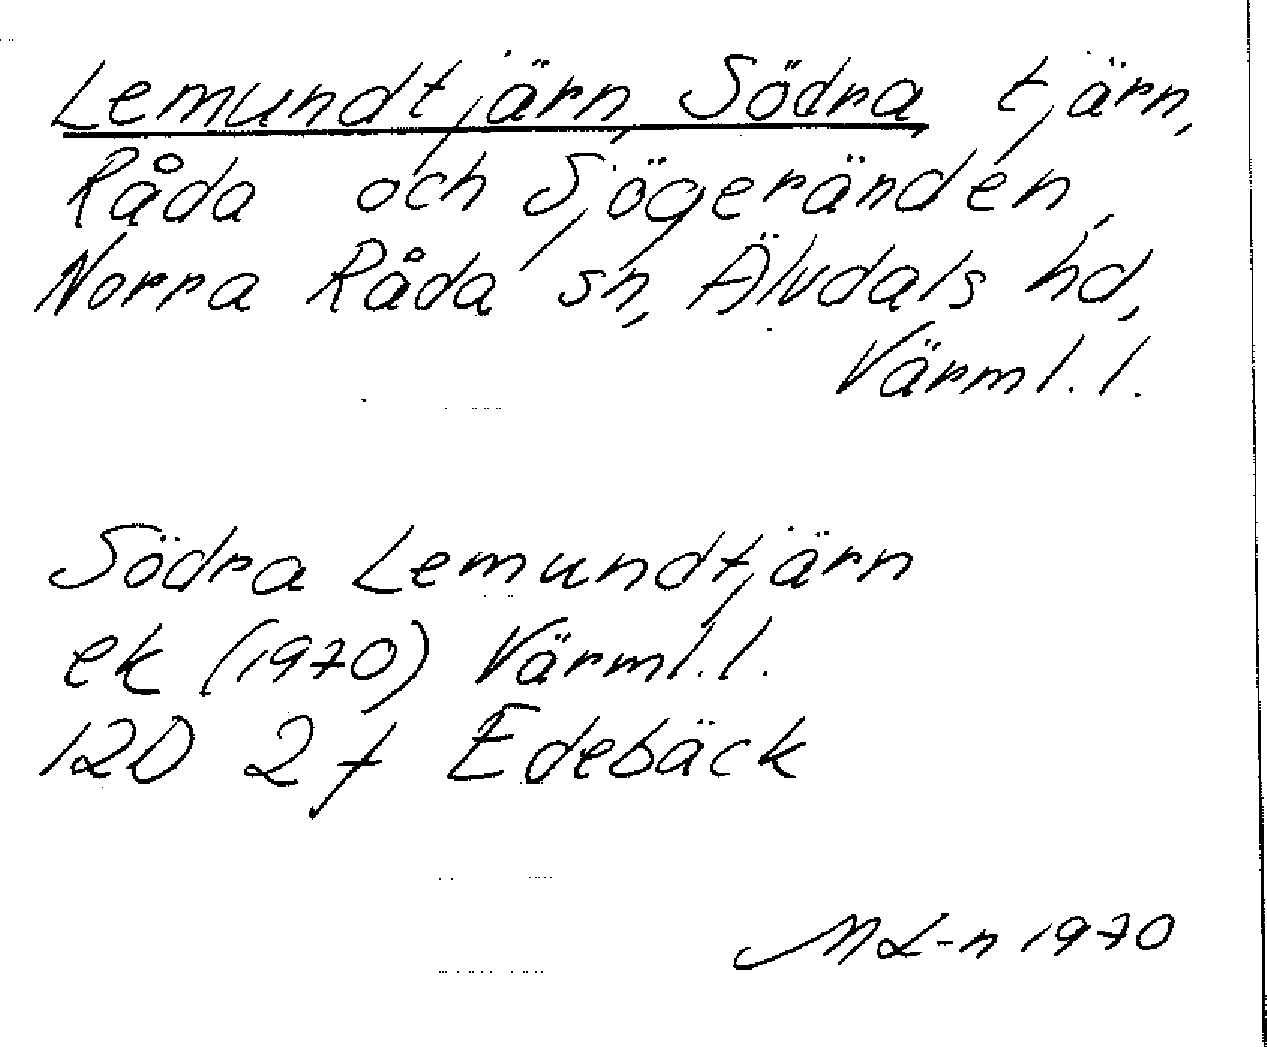 Lemundtjärn, Södra, tjärn,
Råda och Sjögeränden,
Norra Råda sn, Älvdals hd,
Värml. l.
Södra Lemundtjärn
ek (1970) Värml. l.
12D 2f Edebäck
ML-n 1970